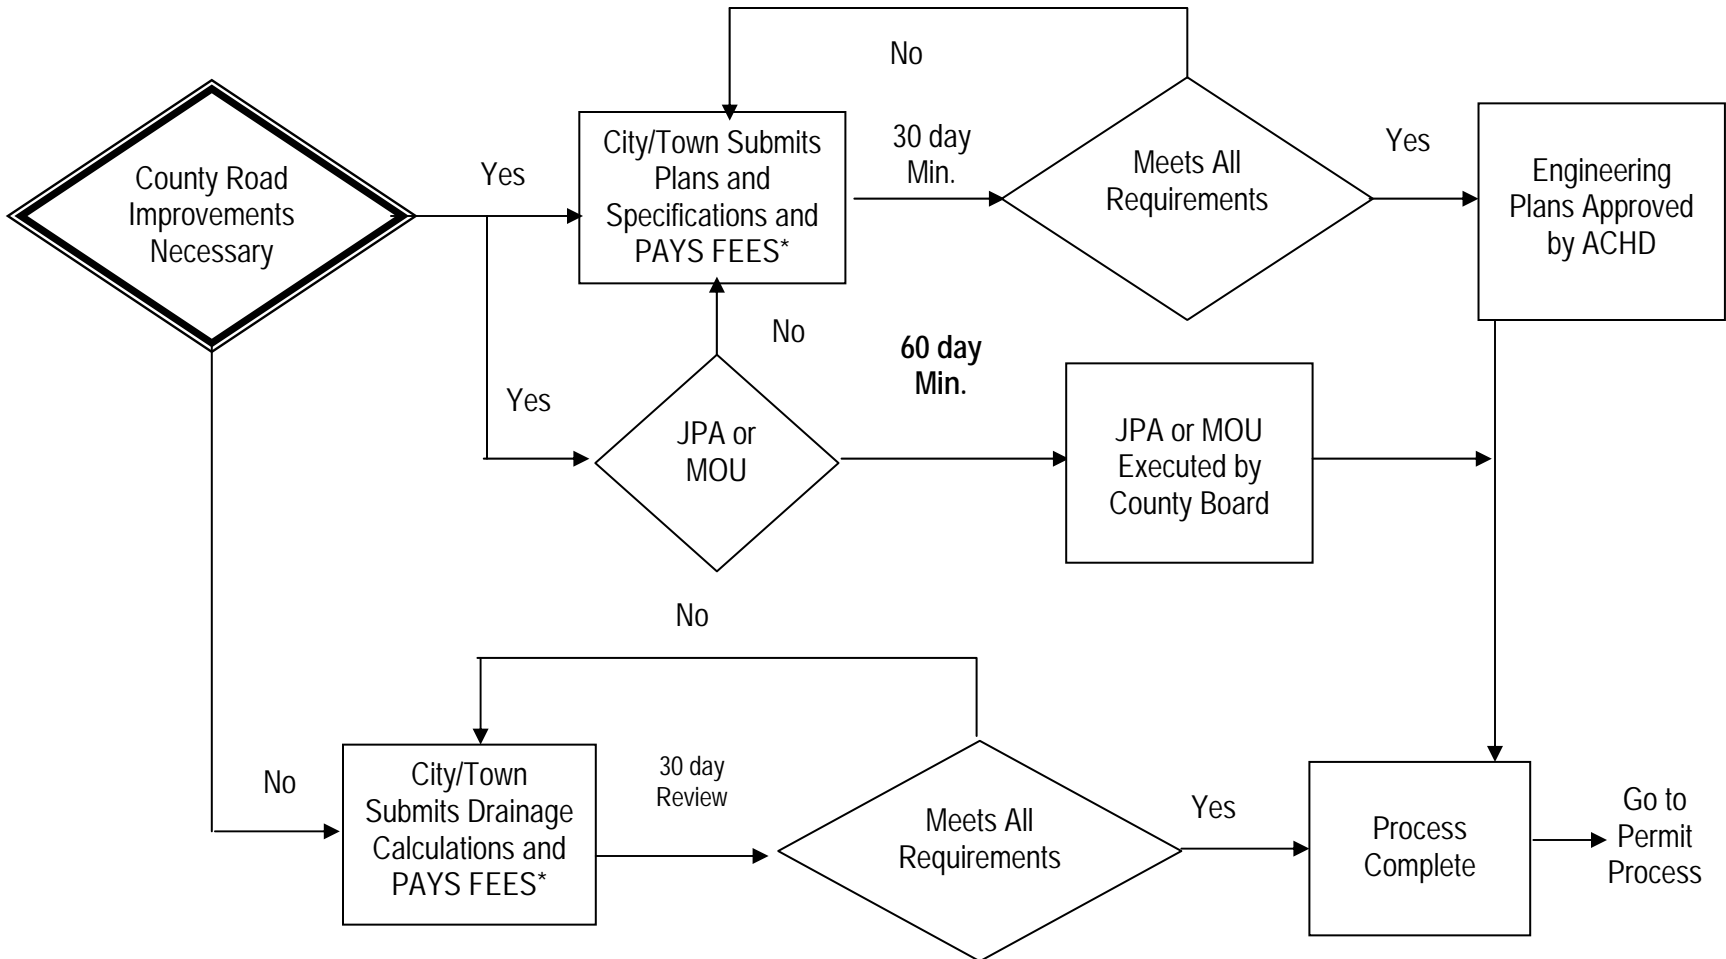 No
County Road
Improvements
Necessary
Yes
City/Town Submits
Plans and
Specifications and
PAYS FEES*
30 day
Min.
Meets All
Requirements
Yes
Engineering
Plans Approved
by ACHD
No
Yes
JPA or
MOU
60 day
Min.
JPA or MOU
Executed by
County Board
No
No
City/Town
Submits Drainage
Calculations and
PAYS FEES*
30 day
Review
Meets All
Requirements
Yes
Process
Complete
Go to
Permit
Process